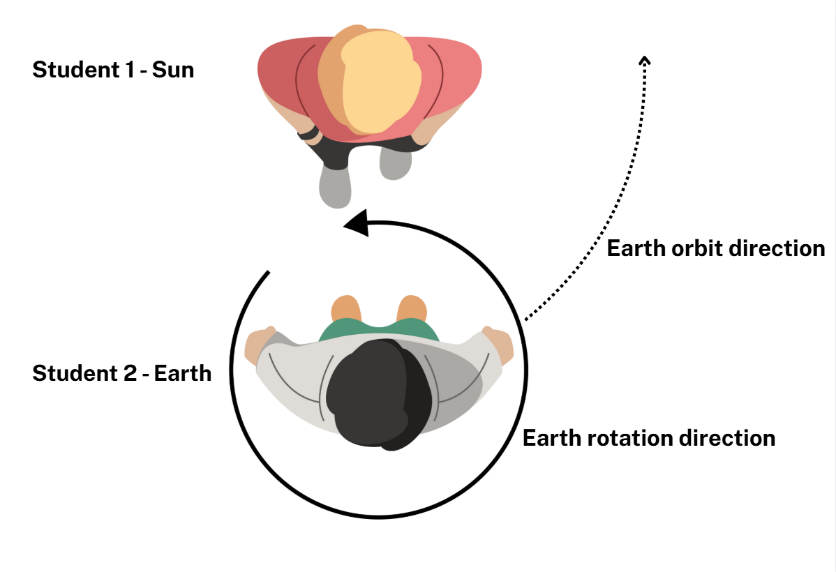 Student 1 - Sun
Earth orbit direction
Student 2 - Earth
Earth rotation direction